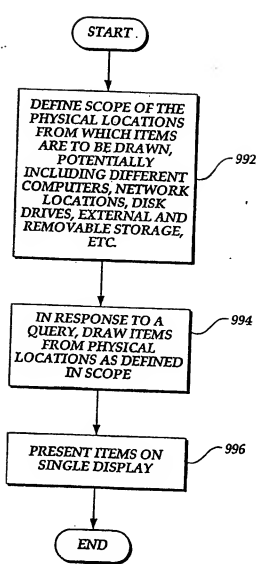 START
DEFINE SCOPE OF THE
PHYSICAL LOCATIONS
FROM WHICH ITEMS
ARE TO BE DRAWN,
POTENTIALLY
INCLUDING DIFFERENT
COMPUTERS, NETWORK
LOCATIONS, DISK
DRIVES, EXTERNAL AND
REMOVABLE STORAGE,
ETC.
992
IN RESPONSE TO A
QUERY, DRAW ITEMS
FROM PHYSICAL
LOCATIONS AS DEFINED
IN SCOPE
994
PRESENT ITEMS ON
SINGLE DISPLAY
996
END